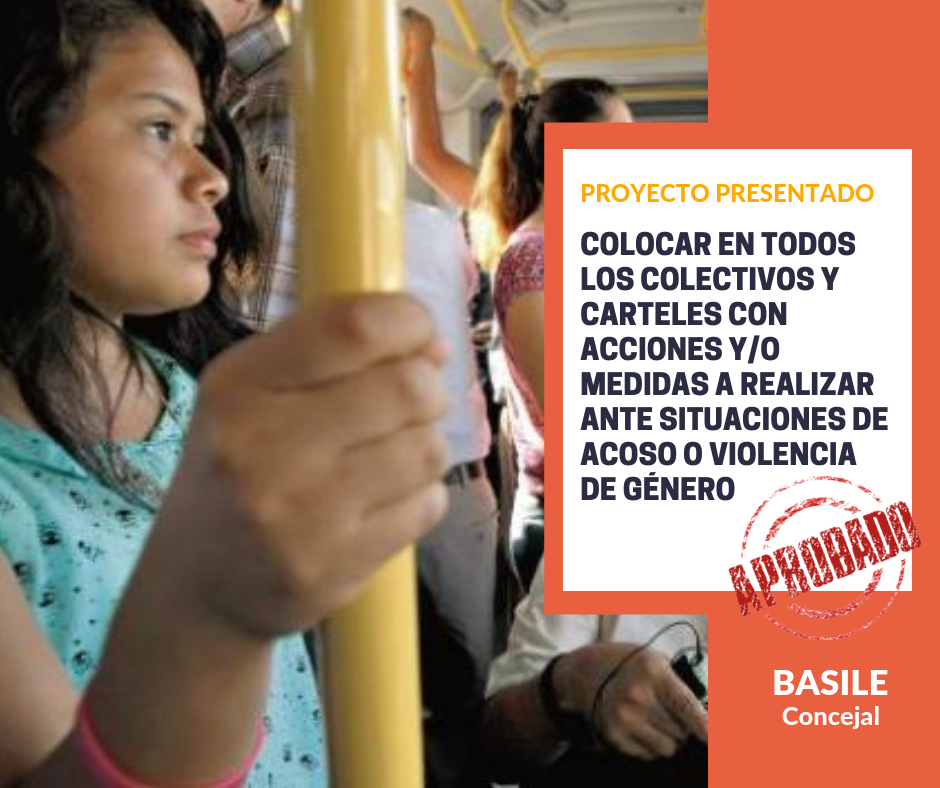 PROYECTO PRESENTADO
COLOCAR EN TODOS
LOS COLECTIVOS Y
CARTELES CON
ACCIONES Y/O
MEDIDAS A REALIZAR
ANTE SITUACIONES DE
ACOSO O VIOLENCIA
DE GÉNERO
APROBADO
BASILE
Concejal